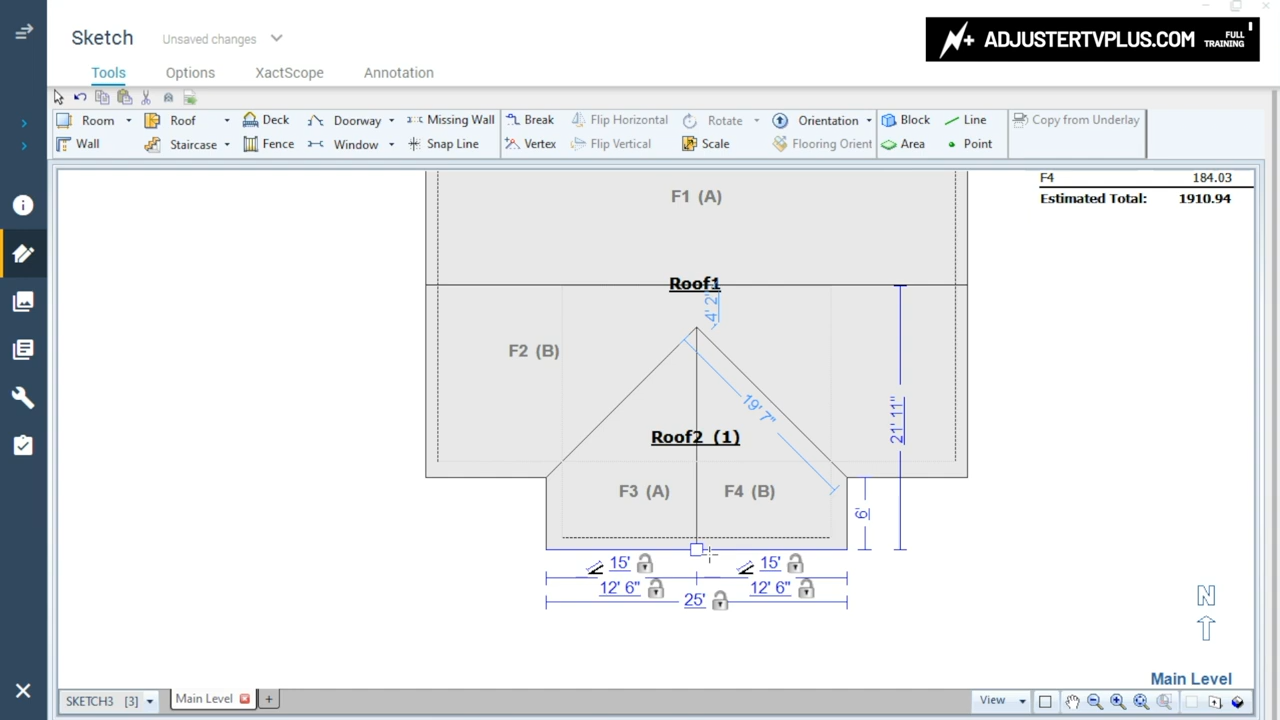 Sketch Unsaved changes
ADJUSTERTVPLUS.COM FULL TRAINING
Tools Options XactScope Annotation
Room Roof Deck Doorway Missing Wall Break Flip Horizontal Rotate Orientation Block Line Copy from Underlay
Wall Staircase Fence Window Snap Line Vertex Flip Vertical Scale Flooring Orient Area Point
F4 184.03
Estimated Total: 1910.94
F1 (A)
Roof1
4' 2"
F2 (B)
19' 7"
21' 11"
Roof2 (1)
F3 (A) F4 (B)
6'
15' 15'
12' 6" 12' 6"
25'
N
Main Level
SKETCH3 [3] Main Level + View